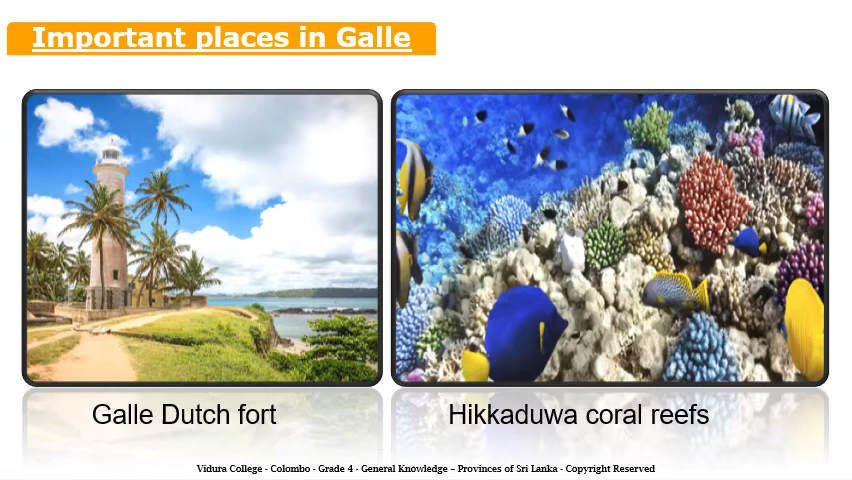 Important places in Galle
Galle Dutch fort
Hikkaduwa coral reefs
Vidura College - Colombo - Grade 4 - General Knowledge – Provinces of Sri Lanka - Copyright Reserved